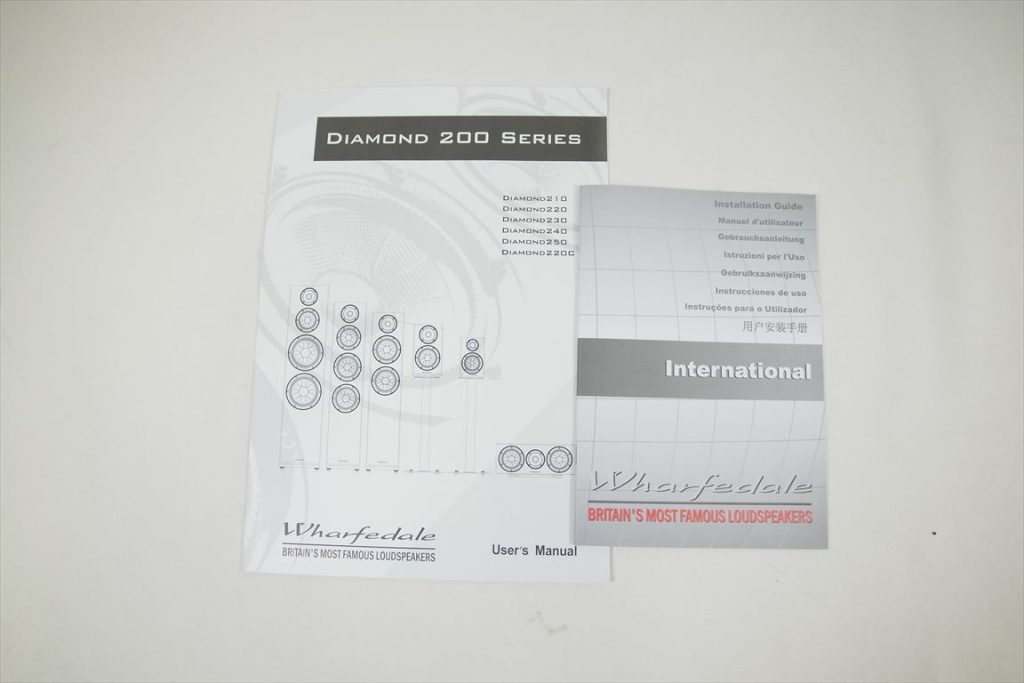 DIAMOND 200 SERIES
DIAMOND210
DIAMOND220
DIAMOND230
DIAMOND240
DIAMOND250
DIAMOND220C
Wharfedale
BRITAIN'S MOST FAMOUS LOUDSPEAKERS
User's Manual
Installation Guide
Manuel d'utilisateur
Gebrauchsanleitung
Istruzioni per l'Uso
Gebruiksaanwijzing
Instrucciones de uso
Instruções para o Utilizador
用户安装手册
International
Wharfedale
BRITAIN'S MOST FAMOUS LOUDSPEAKERS